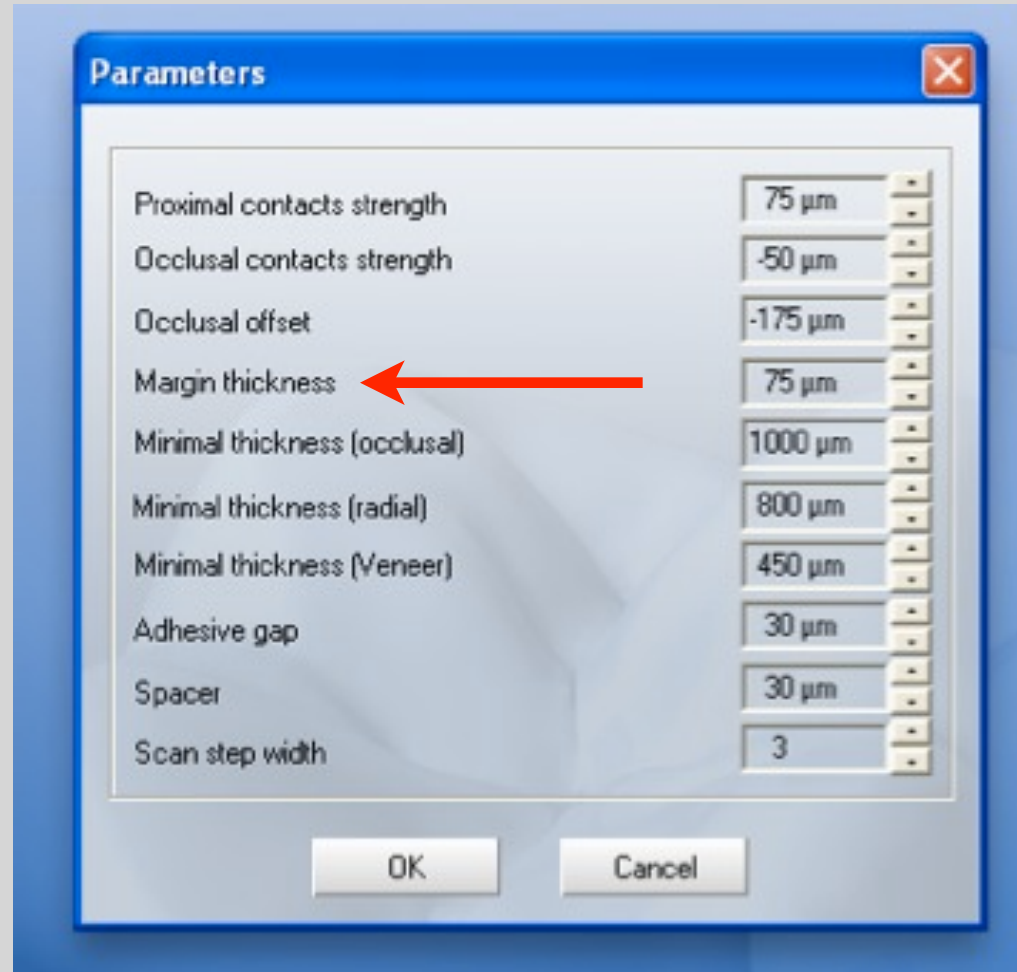 Parameters
Proximal contacts strength 75 µm
Occlusal contacts strength -50 µm
Occlusal offset -175 µm
Margin thickness 75 µm
Minimal thickness (occlusal) 1000 µm
Minimal thickness (radial) 800 µm
Minimal thickness (Veneer) 450 µm
Adhesive gap 30 µm
Spacer 30 µm
Scan step width 3
OK Cancel